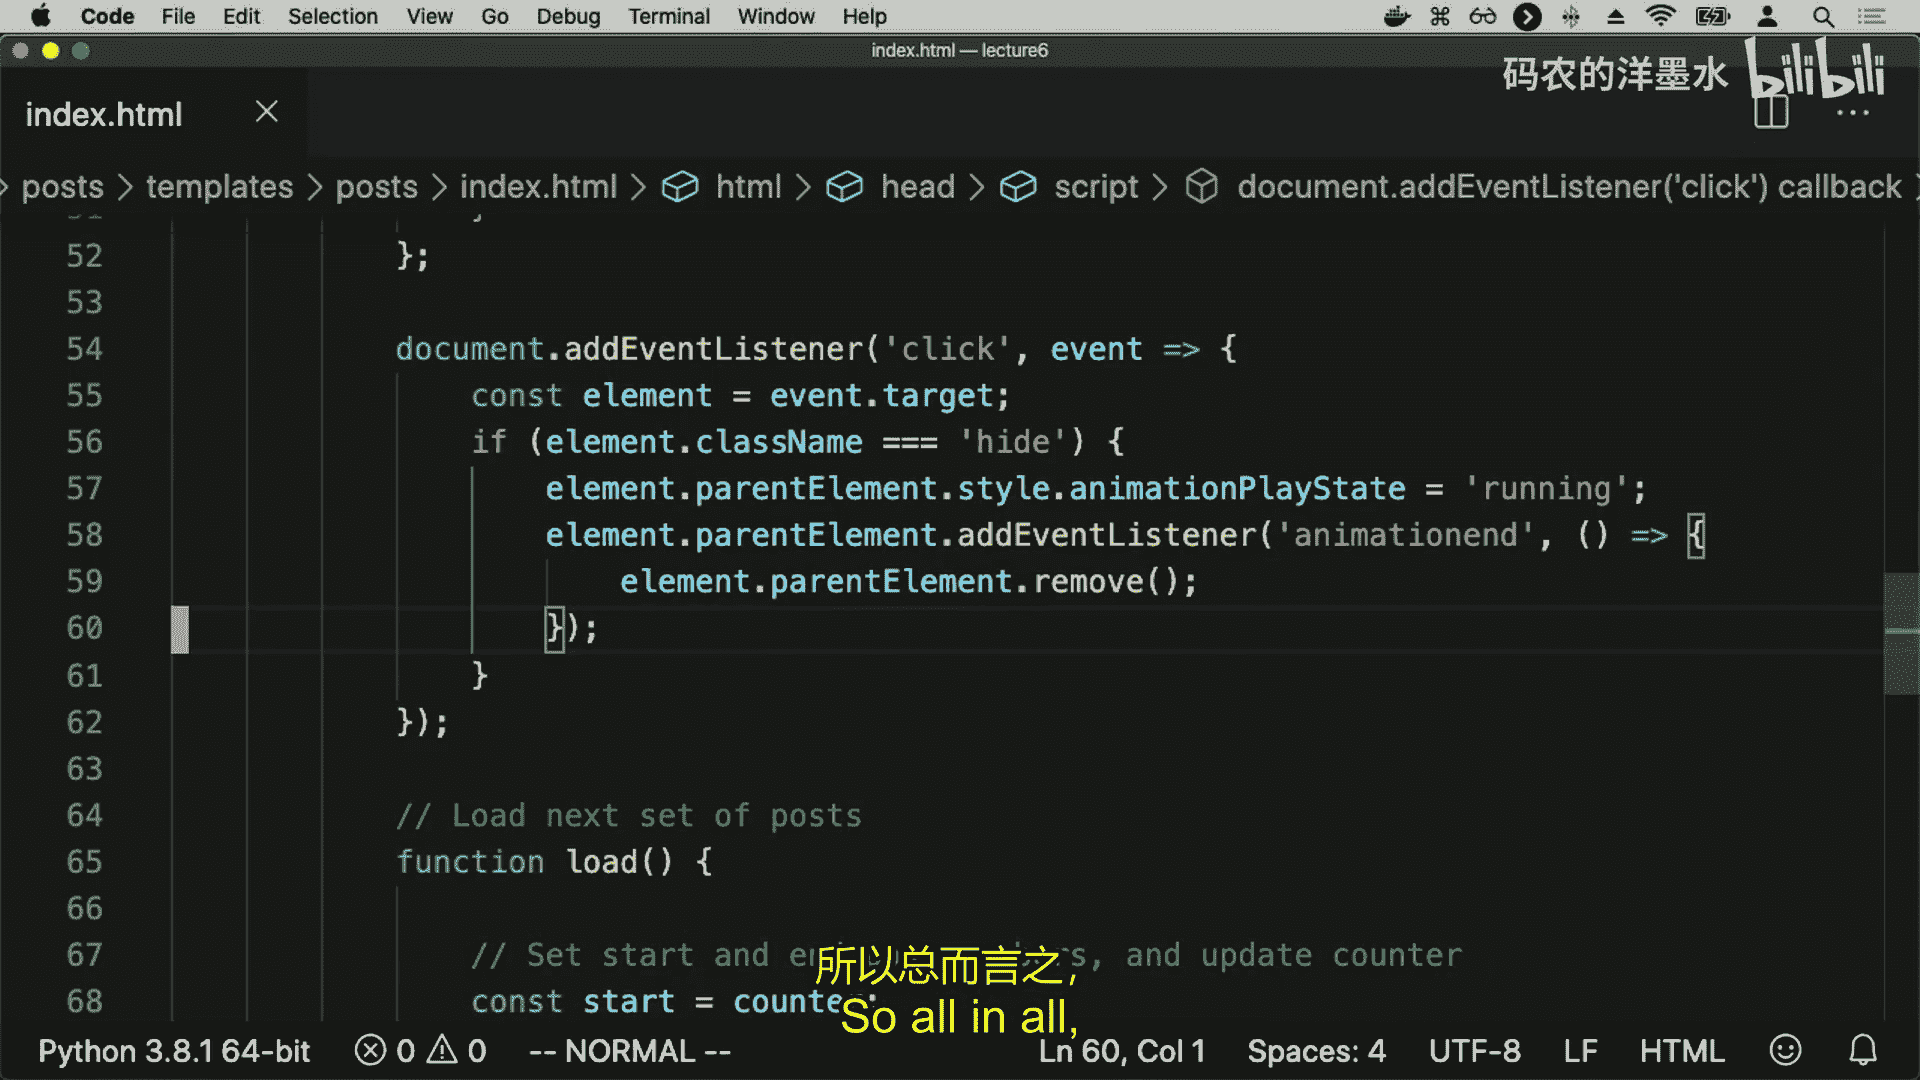 Code File Edit Selection View Go Debug Terminal Window Help
index.html — lecture6
码农的洋墨水 bilibili
index.html
posts > templates > posts > index.html > html > head > script > document.addEventListener('click') callback
52 };
53
54 document.addEventListener('click', event => {
55 const element = event.target;
56 if (element.className === 'hide') {
57 element.parentElement.style.animationPlayState = 'running';
58 element.parentElement.addEventListener('animationend', () => {
59 element.parentElement.remove();
60 });
61 }
62 });
63
64 // Load next set of posts
65 function load() {
66
67 // Set start and , and update counter
68 const start =
所以总而言之,
So all in all,
Python 3.8.1 64-bit 0 0 -- NORMAL -- Ln 60, Col 1 Spaces: 4 UTF-8 LF HTML